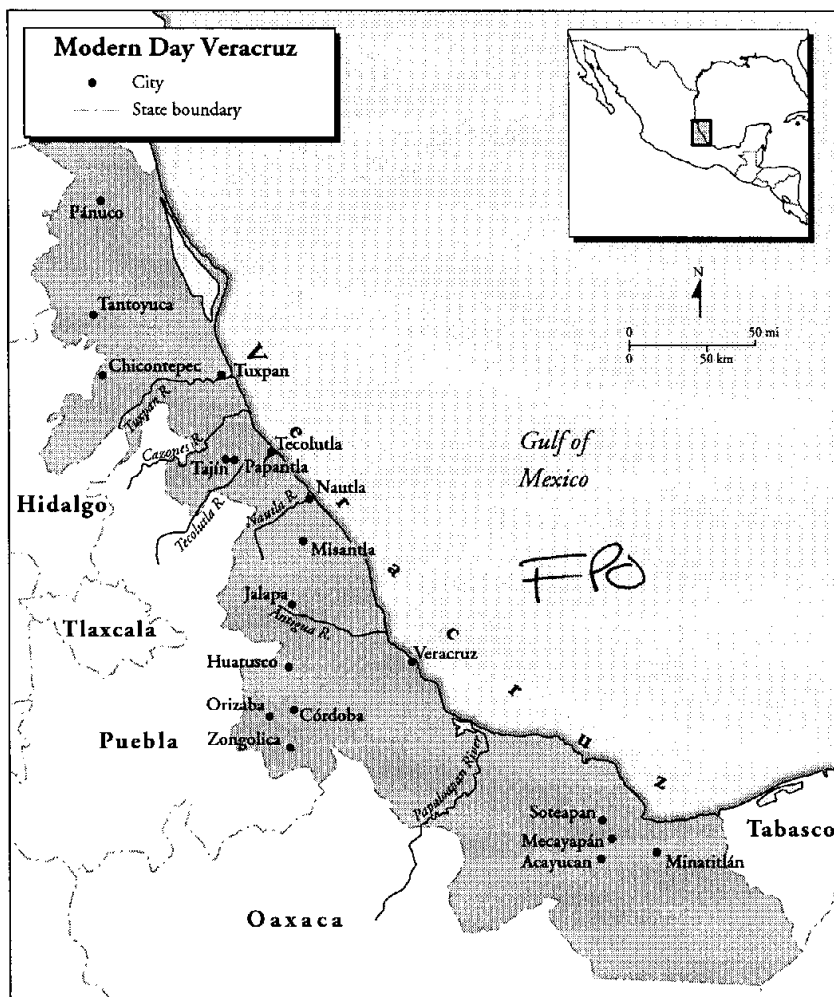 Modern Day Veracruz
City
State boundary
N
0 50 mi
0 50 km
Pánuco
Tantoyuca
Chicontepec
Tuxpan
Tuxpan R.
Cazones R.
Tecolutla
Tajín
Papantla
Hidalgo
Nautla
Nautla R.
Tecolutla R.
Misantla
Gulf of
Mexico
FPO
Jalapa
Antigua R.
Tlaxcala
Veracruz
Huatusco
Orizaba
Córdoba
Puebla
Zongolica
Papaloapan River
Veracruz
Soteapan
Tabasco
Mecayapán
Acayucan
Minatitlán
Oaxaca